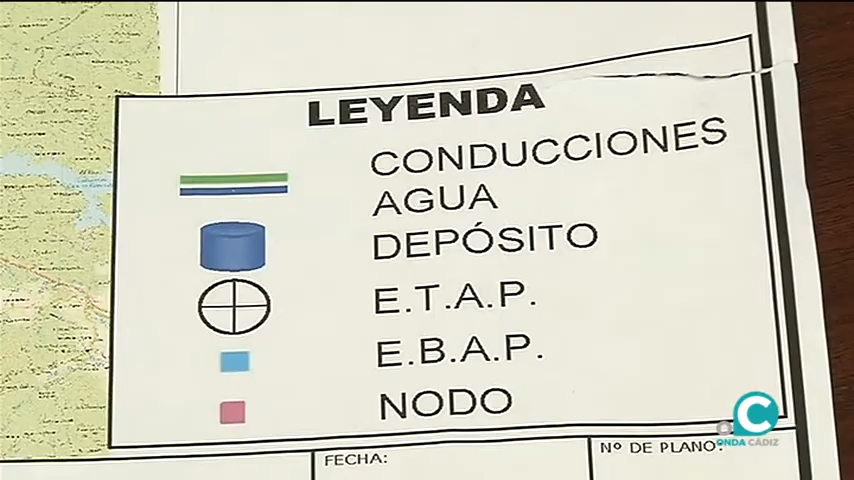 LEYENDA
CONDUCCIONES
AGUA
DEPÓSITO
E.T.A.P.
E.B.A.P.
NODO
FECHA:
Nº DE PLANO:
C
ONDA CÁDIZ